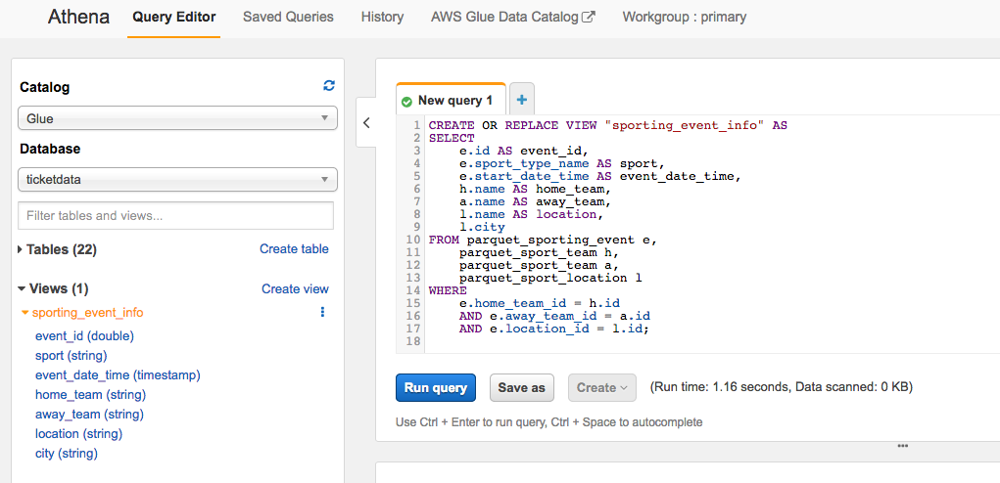 Athena Query Editor Saved Queries History AWS Glue Data Catalog Workgroup : primary
Catalog
Glue
Database
ticketdata
Filter tables and views...
Tables (22) Create table
Views (1) Create view
sporting_event_info
event_id (double)
sport (string)
event_date_time (timestamp)
home_team (string)
away_team (string)
location (string)
city (string)
New query 1 +
1 CREATE OR REPLACE VIEW "sporting_event_info" AS
2 SELECT
3 e.id AS event_id,
4 e.sport_type_name AS sport,
5 e.start_date_time AS event_date_time,
6 h.name AS home_team,
7 a.name AS away_team,
8 l.name AS location,
9 l.city
10 FROM parquet_sporting_event e,
11 parquet_sport_team h,
12 parquet_sport_team a,
13 parquet_sport_location l
14 WHERE
15 e.home_team_id = h.id
16 AND e.away_team_id = a.id
17 AND e.location_id = l.id;
18
Run query Save as Create (Run time: 1.16 seconds, Data scanned: 0 KB)
Use Ctrl + Enter to run query, Ctrl + Space to autocomplete